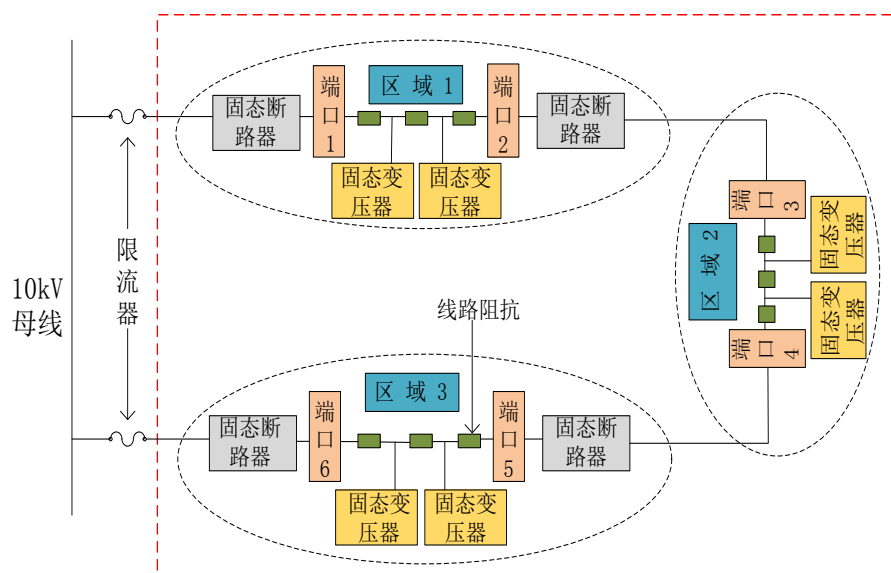 10kV
母线
限
流
器
固态断
路器
端
口
1
区 域 1
端
口
2
固态断
路器
固态变
压器
固态变
压器
端口3
区域2
固态变
压器
固态变
压器
端口4
线路阻抗
区 域 3
固态断
路器
端
口
6
端
口
5
固态断
路器
固态变
压器
固态变
压器